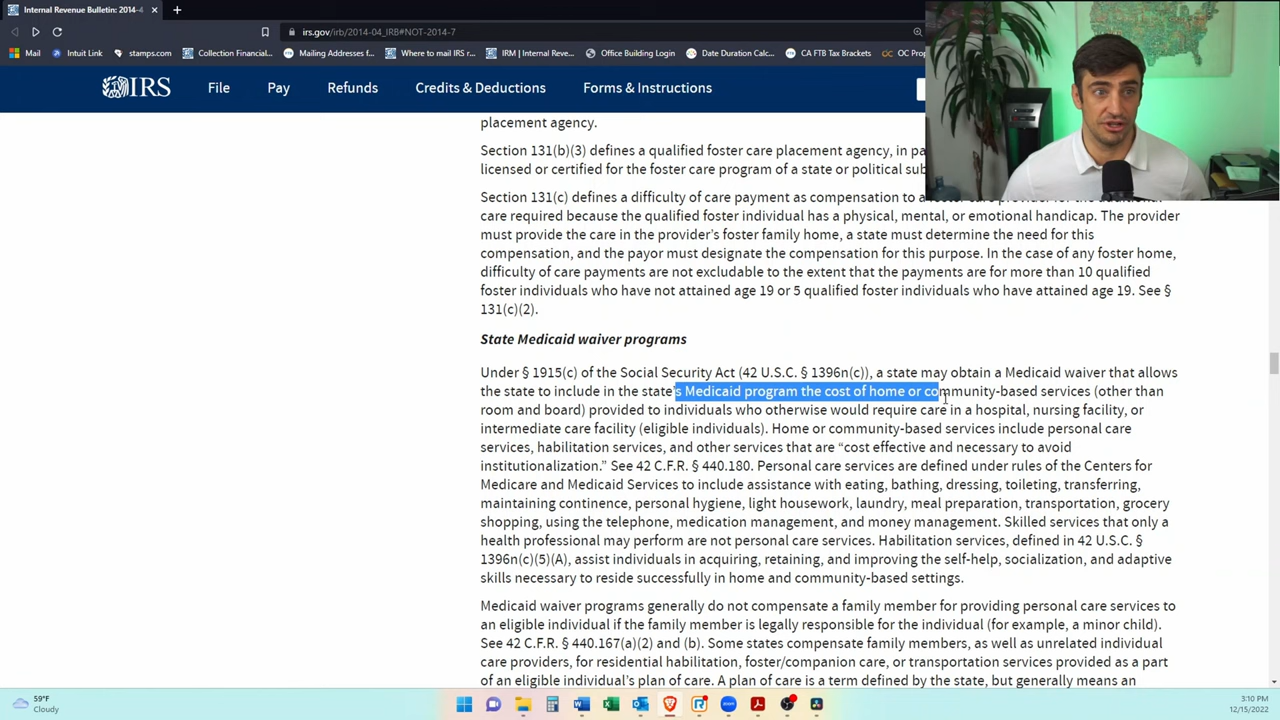 Internal Revenue Bulletin: 2014-4
irs.gov/irb/2014-04_IRB#NOT-2014-7
Mail
Intuit Link
stamps.com
Collection Financial...
Mailing Addresses f...
Where to mail IRS r...
IRM | Internal Reve...
Office Building Login
Date Duration Calc...
CA FTB Tax Brackets
OC Prop
IRS
File
Pay
Refunds
Credits & Deductions
Forms & Instructions
placement agency.
Section 131(b)(3) defines a qualified foster care placement agency, in pa
licensed or certified for the foster care program of a state or political sub
Section 131(c) defines a difficulty of care payment as compensation to a foster care provider for the additional
care required because the qualified foster individual has a physical, mental, or emotional handicap. The provider
must provide the care in the provider’s foster family home, a state must determine the need for this
compensation, and the payor must designate the compensation for this purpose. In the case of any foster home,
difficulty of care payments are not excludable to the extent that the payments are for more than 10 qualified
foster individuals who have not attained age 19 or 5 qualified foster individuals who have attained age 19. See §
131(c)(2).
State Medicaid waiver programs
Under § 1915(c) of the Social Security Act (42 U.S.C. § 1396n(c)), a state may obtain a Medicaid waiver that allows
the state to include in the state’s Medicaid program the cost of home or community-based services (other than
room and board) provided to individuals who otherwise would require care in a hospital, nursing facility, or
intermediate care facility (eligible individuals). Home or community-based services include personal care
services, habilitation services, and other services that are “cost effective and necessary to avoid
institutionalization.” See 42 C.F.R. § 440.180. Personal care services are defined under rules of the Centers for
Medicare and Medicaid Services to include assistance with eating, bathing, dressing, toileting, transferring,
maintaining continence, personal hygiene, light housework, laundry, meal preparation, transportation, grocery
shopping, using the telephone, medication management, and money management. Skilled services that only a
health professional may perform are not personal care services. Habilitation services, defined in 42 U.S.C. §
1396n(c)(5)(A), assist individuals in acquiring, retaining, and improving the self-help, socialization, and adaptive
skills necessary to reside successfully in home and community-based settings.
Medicaid waiver programs generally do not compensate a family member for providing personal care services to
an eligible individual if the family member is legally responsible for the individual (for example, a minor child).
See 42 C.F.R. § 440.167(a)(2) and (b). Some states compensate family members, as well as unrelated individual
care providers, for residential habilitation, foster/companion care, or transportation services provided as a part
of an eligible individual’s plan of care. A plan of care is a term defined by the state, but generally means an
59°F
Cloudy
3:10 PM
12/15/2022